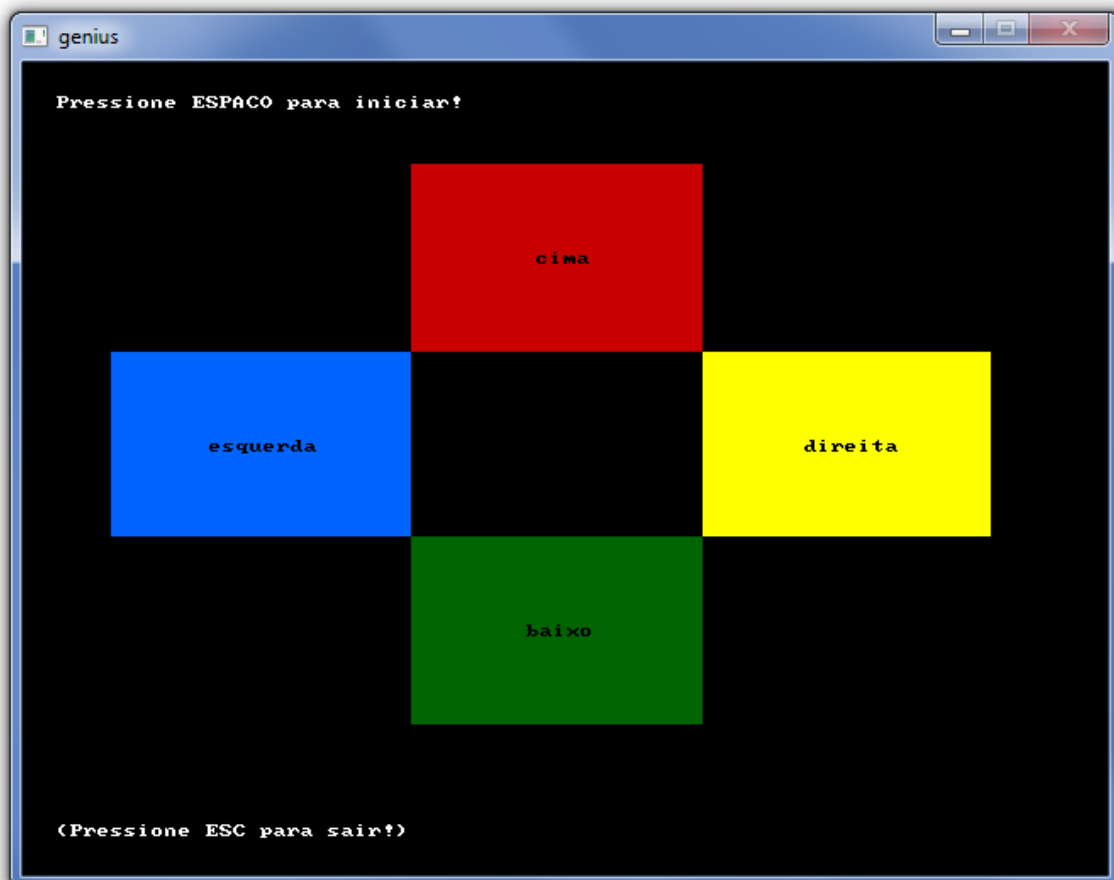 genius
Pressione ESPACO para iniciar!
cima
esquerda
direita
baixo
(Pressione ESC para sair!)